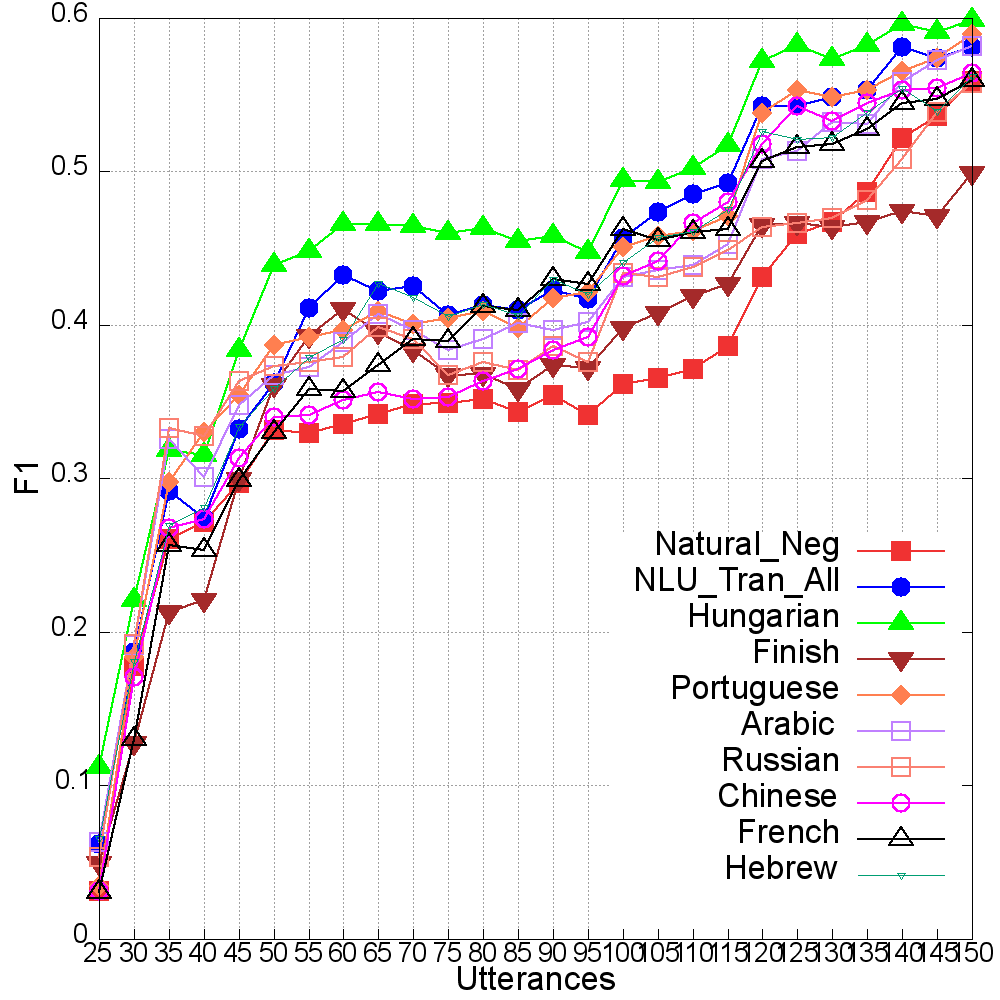 0.6
0.5
0.4
F1
0.3
0.2
0.1
0
Natural_Neg
NLU_Tran_All
Hungarian
Finish
Portuguese
Arabic
Russian
Chinese
French
Hebrew
25 30 35 40 45 50 55 60 65 70 75 80 85 90 95 100 105 110 115 120 125 130 135 140 145 150
Utterances